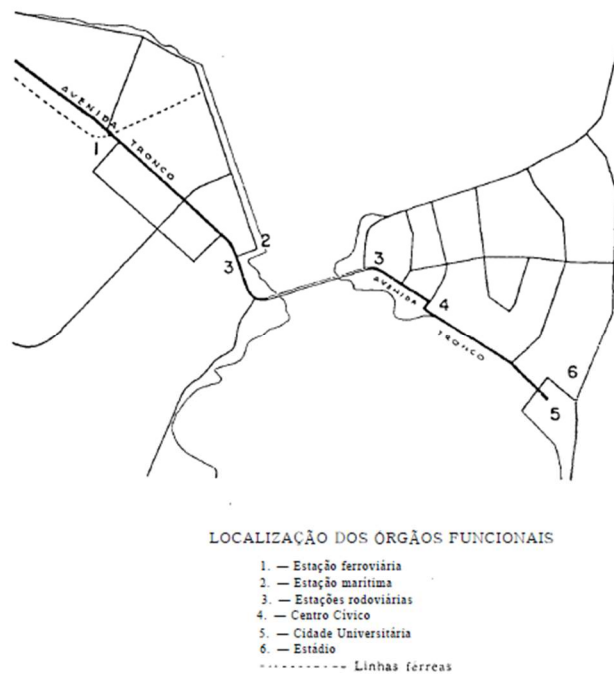 AVENIDA TRONCO
1
2
3
3
AVENIDA TRONCO
4
6
5
LOCALIZAÇÃO DOS ÓRGÃOS FUNCIONAIS
1. — Estação ferroviária
2. — Estação marítima
3. — Estações rodoviárias
4. — Centro Cívico
5. — Cidade Universitária
6. — Estádio
Linhas férreas